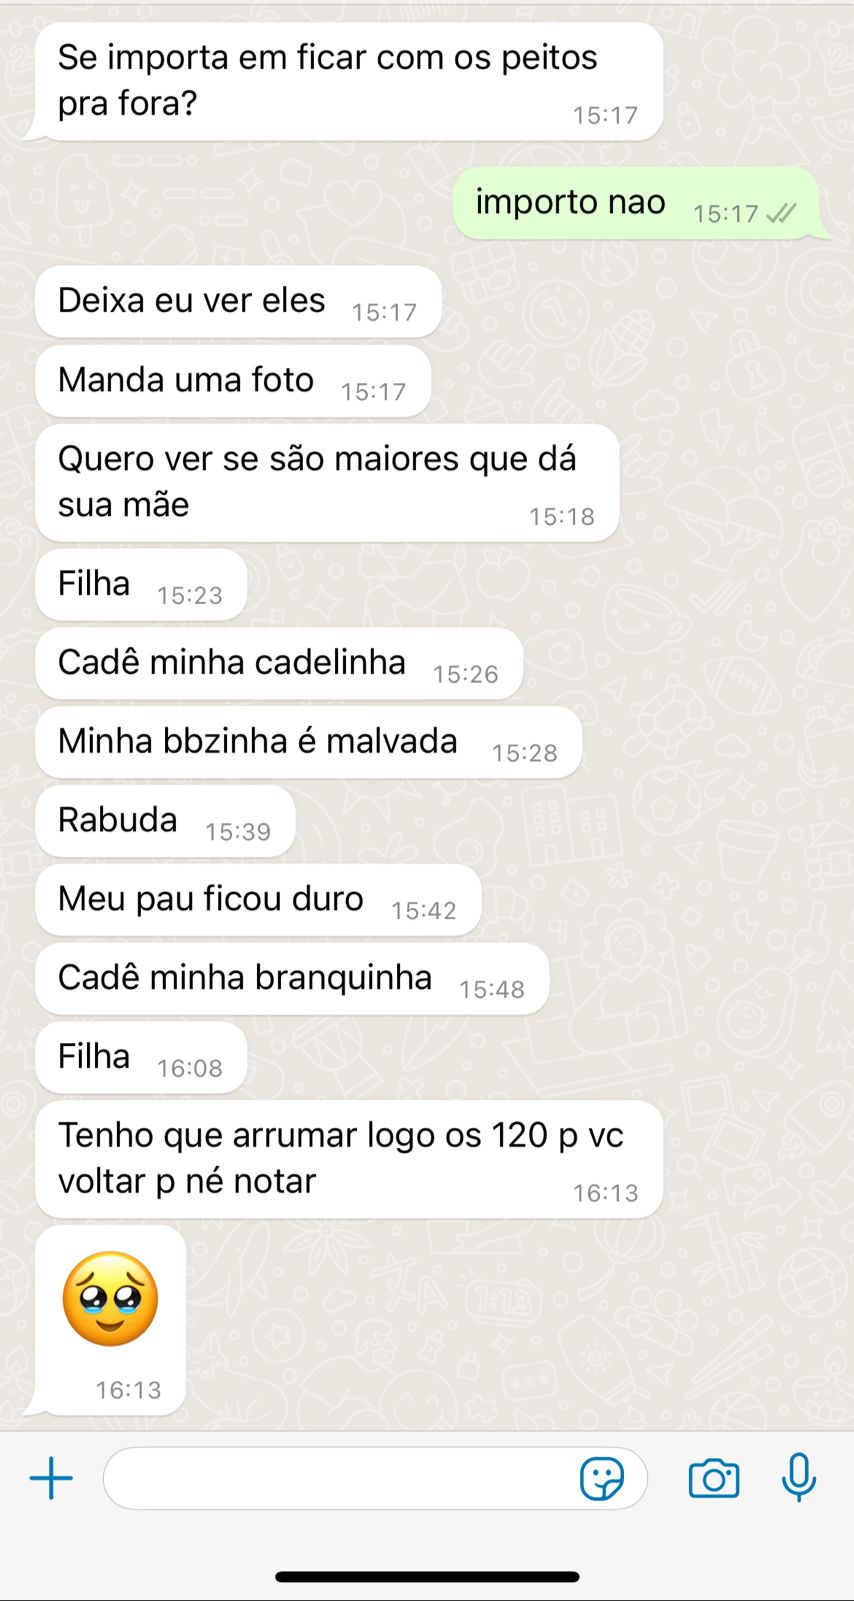 Se importa em ficar com os peitos
pra fora?
15:17
importo nao
15:17
Deixa eu ver eles
15:17
Manda uma foto
15:17
Quero ver se são maiores que dá
sua mãe
15:18
Filha
15:23
Cadê minha cadelinha
15:26
Minha bbzinha é malvada
15:28
Rabuda
15:39
Meu pau ficou duro
15:42
Cadê minha branquinha
15:48
Filha
16:08
Tenho que arrumar logo os 120 p vc
voltar p né notar
16:13
16:13